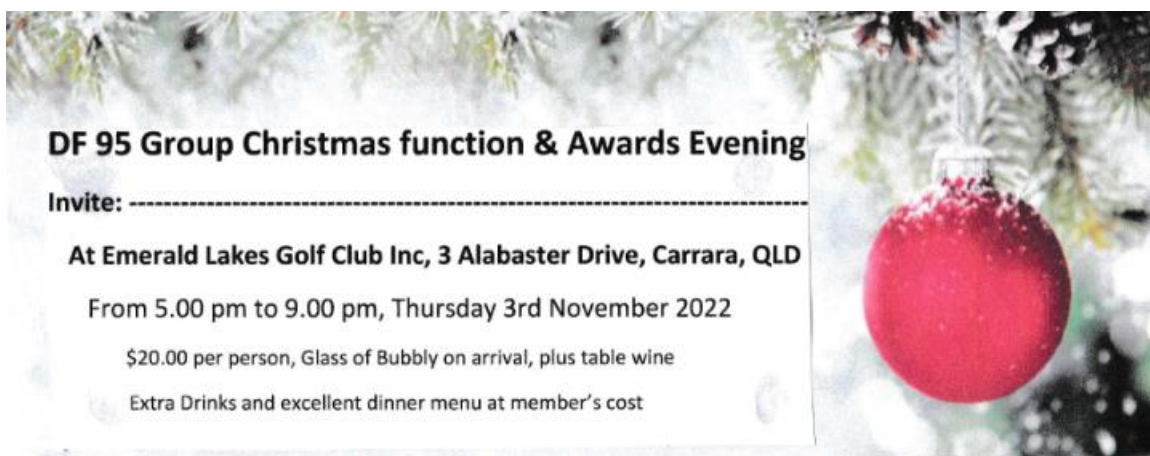 DF 95 Group Christmas function & Awards Evening
Invite: --------------------------------------------------------------------------------
At Emerald Lakes Golf Club Inc, 3 Alabaster Drive, Carrara, QLD
From 5.00 pm to 9.00 pm, Thursday 3rd November 2022
$20.00 per person, Glass of Bubbly on arrival, plus table wine
Extra Drinks and excellent dinner menu at member's cost